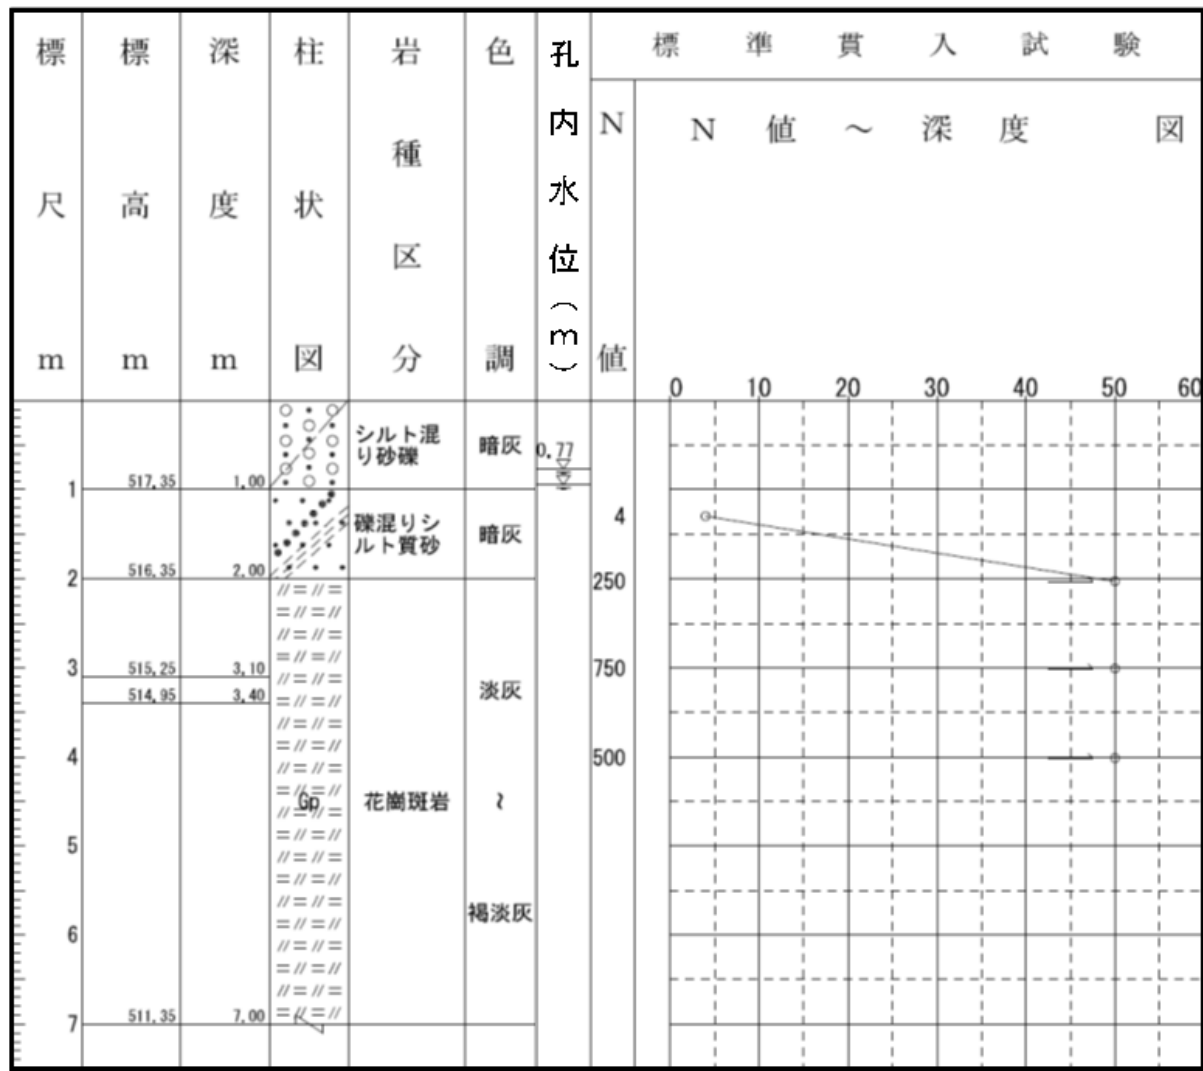 標尺 m
標高 m
深度 m
柱状図
岩種区分
色調
孔内水位(m)
標準貫入試験
N値
N値~深度図
0 10 20 30 40 50 60
シルト混
り砂礫
暗灰
0.77
1 517.35 1.00
礫混りシ
ルト質砂
暗灰
4
2 516.35 2.00
250
3 515.25 3.10
750
514.95 3.40
淡灰
4
500
Gp
花崗斑岩
~
5
褐淡灰
6
7 511.35 7.00